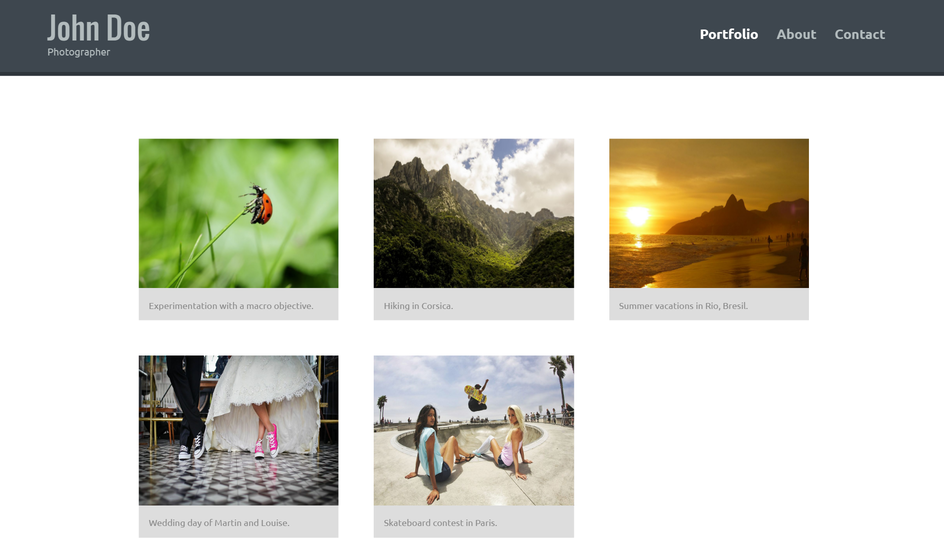 John Doe
Photographer
Portfolio About Contact
Experimentation with a macro objective.
Hiking in Corsica.
Summer vacations in Rio, Bresil.
Wedding day of Martin and Louise.
Skateboard contest in Paris.